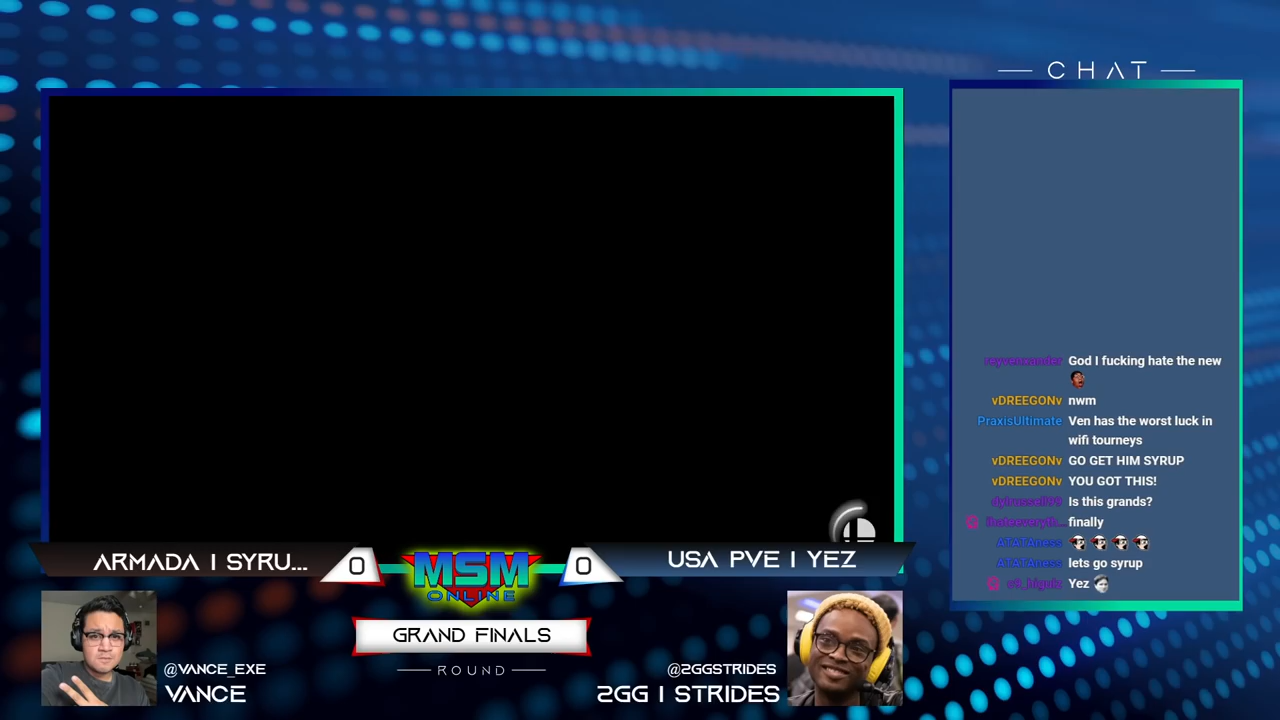 CHAT
God I fucking hate the new
vDREEGONv nwm
PraxisUltimate Ven has the worst luck in
wifi tourneys
vDREEGONv GO GET HIM SYRUP
vDREEGONv YOU GOT THIS!
Is this grands?
finally
ATATAness
ATATAness lets go syrup
Yez
ARMADA | SYRU... 0
MSM
ONLINE
0 USA PVE | YEZ
GRAND FINALS
ROUND
@VANCE_EXE
VANCE
@2GGSTRIDES
2GG | STRIDES